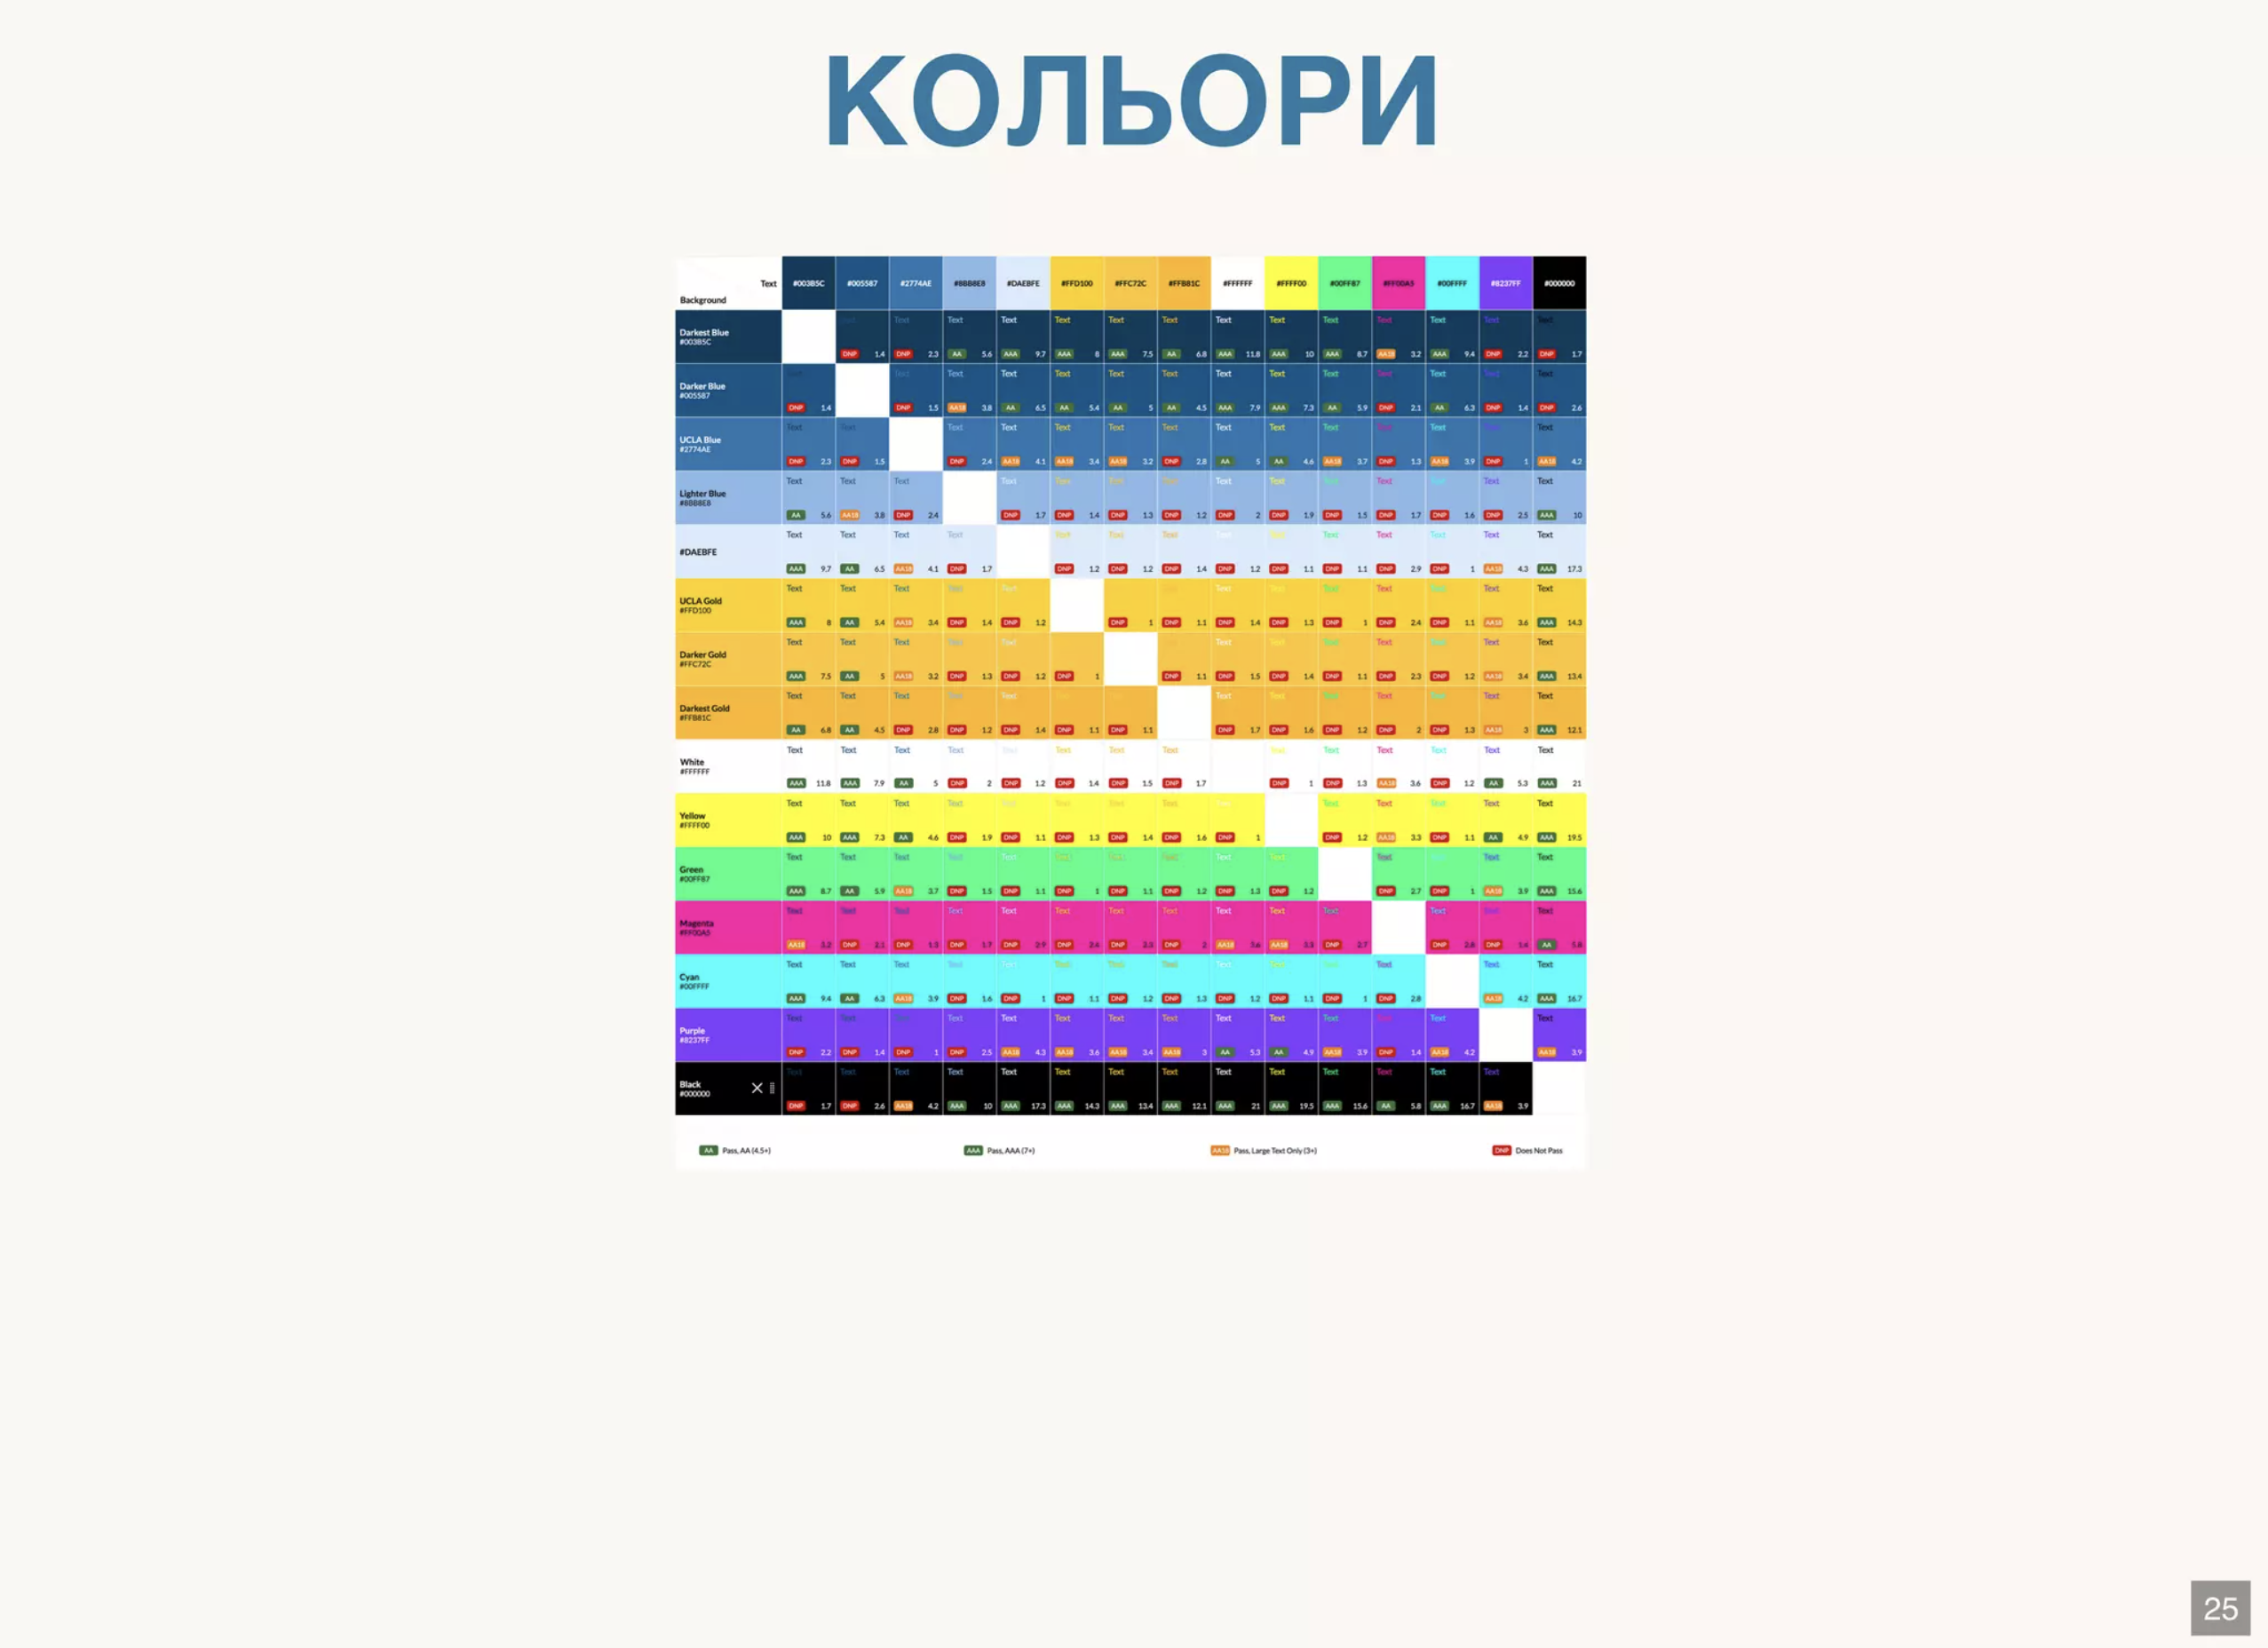 КОЛЬОРИ
Text #003B5C #005587 #2774AE #8BB8E8 #DAEBFE #FFD100 #FFC72C #FFB81C #FFFFFF #FFFF00 #00FF87 #FF00A5 #00FFFF #8237FF #000000
Background
Darkest Blue
#003B5C
Text Text Text Text Text Text Text Text Text Text Text Text Text
DNP 1.4 DNP 2.3 AA 5.6 AAA 9.7 AAA 8 AAA 7.5 AA 6.8 AAA 11.8 AAA 10 AAA 8.7 AA18 3.2 AAA 9.4 DNP 2.2 DNP 1.7
Darker Blue
#005587
Text Text Text Text Text Text Text Text Text Text Text Text Text
DNP 1.4 DNP 1.5 AA18 3.8 AA 6.5 AA 5.4 AA 5 AA 4.5 AAA 7.9 AAA 7.3 AA 5.9 DNP 2.1 AA 6.3 DNP 1.4 DNP 2.6
UCLA Blue
#2774AE
Text Text Text Text Text Text Text Text Text Text Text Text Text Text
DNP 2.3 DNP 1.5 DNP 2.4 AA18 4.1 AA18 3.4 AA18 3.2 DNP 2.8 AA 5 AA 4.6 AA18 3.7 DNP 1.3 AA18 3.9 DNP 1 AA18 4.2
Lighter Blue
#8BB8E8
Text Text Text Text Text Text Text Text Text Text Text Text Text Text
AA 5.6 AA18 3.8 DNP 2.4 DNP 1.7 DNP 1.4 DNP 1.3 DNP 1.2 DNP 2 DNP 1.9 DNP 1.5 DNP 1.7 DNP 1.6 DNP 2.5 AAA 10
#DAEBFE
Text Text Text Text Text Text Text Text Text Text Text Text Text
AAA 9.7 AA 6.5 AA18 4.1 DNP 1.7 DNP 1.2 DNP 1.2 DNP 1.4 DNP 1.2 DNP 1.1 DNP 1.1 DNP 2.9 DNP 1 AA18 4.3 AAA 17.3
UCLA Gold
#FFD100
Text Text Text Text Text Text Text Text Text Text Text
AAA 8 AA 5.4 AA18 3.4 DNP 1.4 DNP 1.2 DNP 1 DNP 1.1 DNP 1.4 DNP 1.3 DNP 1 DNP 2.4 DNP 1.1 AA18 3.6 AAA 14.3
Darker Gold
#FFC72C
Text Text Text Text Text Text Text Text Text Text Text
AAA 7.5 AA 5 AA18 3.2 DNP 1.3 DNP 1.2 DNP 1 DNP 1.1 DNP 1.5 DNP 1.4 DNP 1.1 DNP 2.3 DNP 1.2 AA18 3.4 AAA 13.4
Darkest Gold
#FFB81C
Text Text Text Text Text Text Text Text Text Text Text Text
AA 6.8 AA 4.5 DNP 2.8 DNP 1.2 DNP 1.4 DNP 1.1 DNP 1.1 DNP 1.7 DNP 1.6 DNP 1.2 DNP 2 DNP 1.3 AA18 3 AAA 12.1
White
#FFFFFF
Text Text Text Text Text Text Text Text Text Text Text Text Text Text
AAA 11.8 AAA 7.9 AA 5 DNP 2 DNP 1.2 DNP 1.4 DNP 1.5 DNP 1.7 DNP 1 DNP 1.3 AA18 3.6 DNP 1.2 AA 5.3 AAA 21
Yellow
#FFFF00
Text Text Text Text Text Text Text Text Text Text Text Text
AAA 10 AAA 7.3 AA 4.6 DNP 1.9 DNP 1.1 DNP 1.3 DNP 1.4 DNP 1.6 DNP 1 DNP 1.2 AA18 3.3 DNP 1.1 AA 4.9 AAA 19.5
Green
#00FF87
Text Text Text Text Text Text Text Text Text Text Text Text Text
AAA 8.7 AA 5.9 AA18 3.7 DNP 1.5 DNP 1.1 DNP 1 DNP 1.1 DNP 1.2 DNP 1.3 DNP 1.2 DNP 2.7 DNP 1 AA18 3.9 AAA 15.6
Magenta
#FF00A5
Text Text Text Text Text Text Text Text Text Text Text Text Text Text
AA18 3.2 DNP 2.1 DNP 1.3 DNP 1.7 DNP 2.9 DNP 2.4 DNP 2.3 DNP 2 AA18 3.6 AA18 3.3 DNP 2.7 DNP 2.8 DNP 1.4 AA 5.8
Cyan
#00FFFF
Text Text Text Text Text Text Text Text Text Text Text Text Text
AAA 9.4 AA 6.3 AA18 3.9 DNP 1.6 DNP 1 DNP 1.1 DNP 1.2 DNP 1.3 DNP 1.2 DNP 1.1 DNP 1 DNP 2.8 AA18 4.2 AAA 16.7
Purple
#8237FF
Text Text Text Text Text Text Text Text Text Text Text Text Text
DNP 2.2 DNP 1.4 DNP 1 DNP 2.5 AA18 4.3 AA18 3.6 AA18 3.4 AA18 3 AA 5.3 AA 4.9 AA18 3.9 DNP 1.4 AA18 4.2 AA18 3.9
Black
#000000
Text Text Text Text Text Text Text Text Text Text Text Text Text Text
DNP 1.7 DNP 2.6 AA18 4.2 AAA 10 AAA 17.3 AAA 14.3 AAA 13.4 AAA 12.1 AAA 21 AAA 19.5 AAA 15.6 AA 5.8 AAA 16.7 AA18 3.9
AA Pass, AA (4.5+) AAA Pass, AAA (7+) AA18 Pass, Large Text Only (3+) DNP Does Not Pass
25